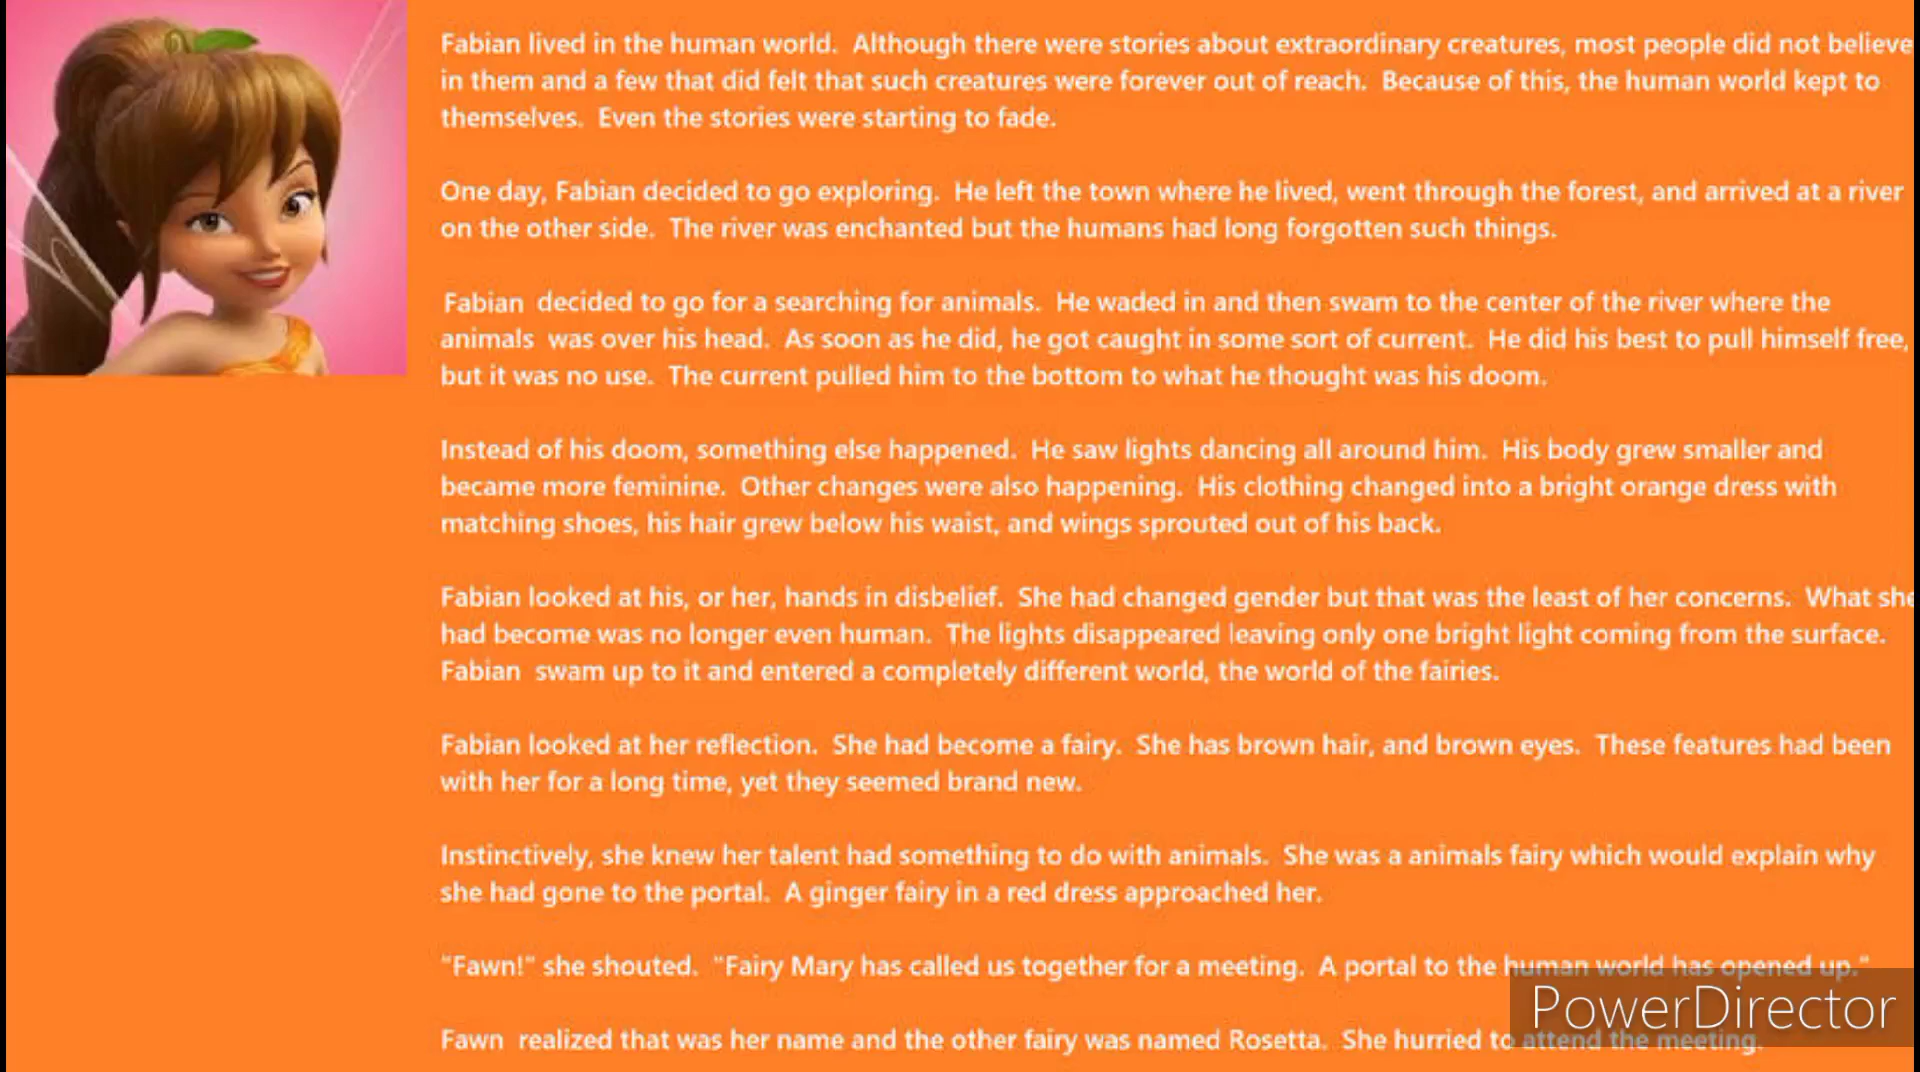 Fabian lived in the human world.  Although there were stories about extraordinary creatures, most people did not believe
in them and a few that did felt that such creatures were forever out of reach.  Because of this, the human world kept to
themselves.  Even the stories were starting to fade.
One day, Fabian decided to go exploring.  He left the town where he lived, went through the forest, and arrived at a river
on the other side.  The river was enchanted but the humans had long forgotten such things.
Fabian  decided to go for a searching for animals.  He waded in and then swam to the center of the river where the
animals  was over his head.  As soon as he did, he got caught in some sort of current.  He did his best to pull himself free,
but it was no use.  The current pulled him to the bottom to what he thought was his doom.
Instead of his doom, something else happened.  He saw lights dancing all around him.  His body grew smaller and
became more feminine.  Other changes were also happening.  His clothing changed into a bright orange dress with
matching shoes, his hair grew below his waist, and wings sprouted out of his back.
Fabian looked at his, or her, hands in disbelief.  She had changed gender but that was the least of her concerns.  What she
had become was no longer even human.  The lights disappeared leaving only one bright light coming from the surface.
Fabian  swam up to it and entered a completely different world, the world of the fairies.
Fabian looked at her reflection.  She had become a fairy.  She has brown hair, and brown eyes.  These features had been
with her for a long time, yet they seemed brand new.
Instinctively, she knew her talent had something to do with animals.  She was a animals fairy which would explain why
she had gone to the portal.  A ginger fairy in a red dress approached her.
"Fawn!" she shouted.  "Fairy Mary has called us together for a meeting.  A portal to the human world has opened up."
Fawn  realized that was her name and the other fairy was named Rosetta.  She hurried to attend the meeting.
PowerDirector